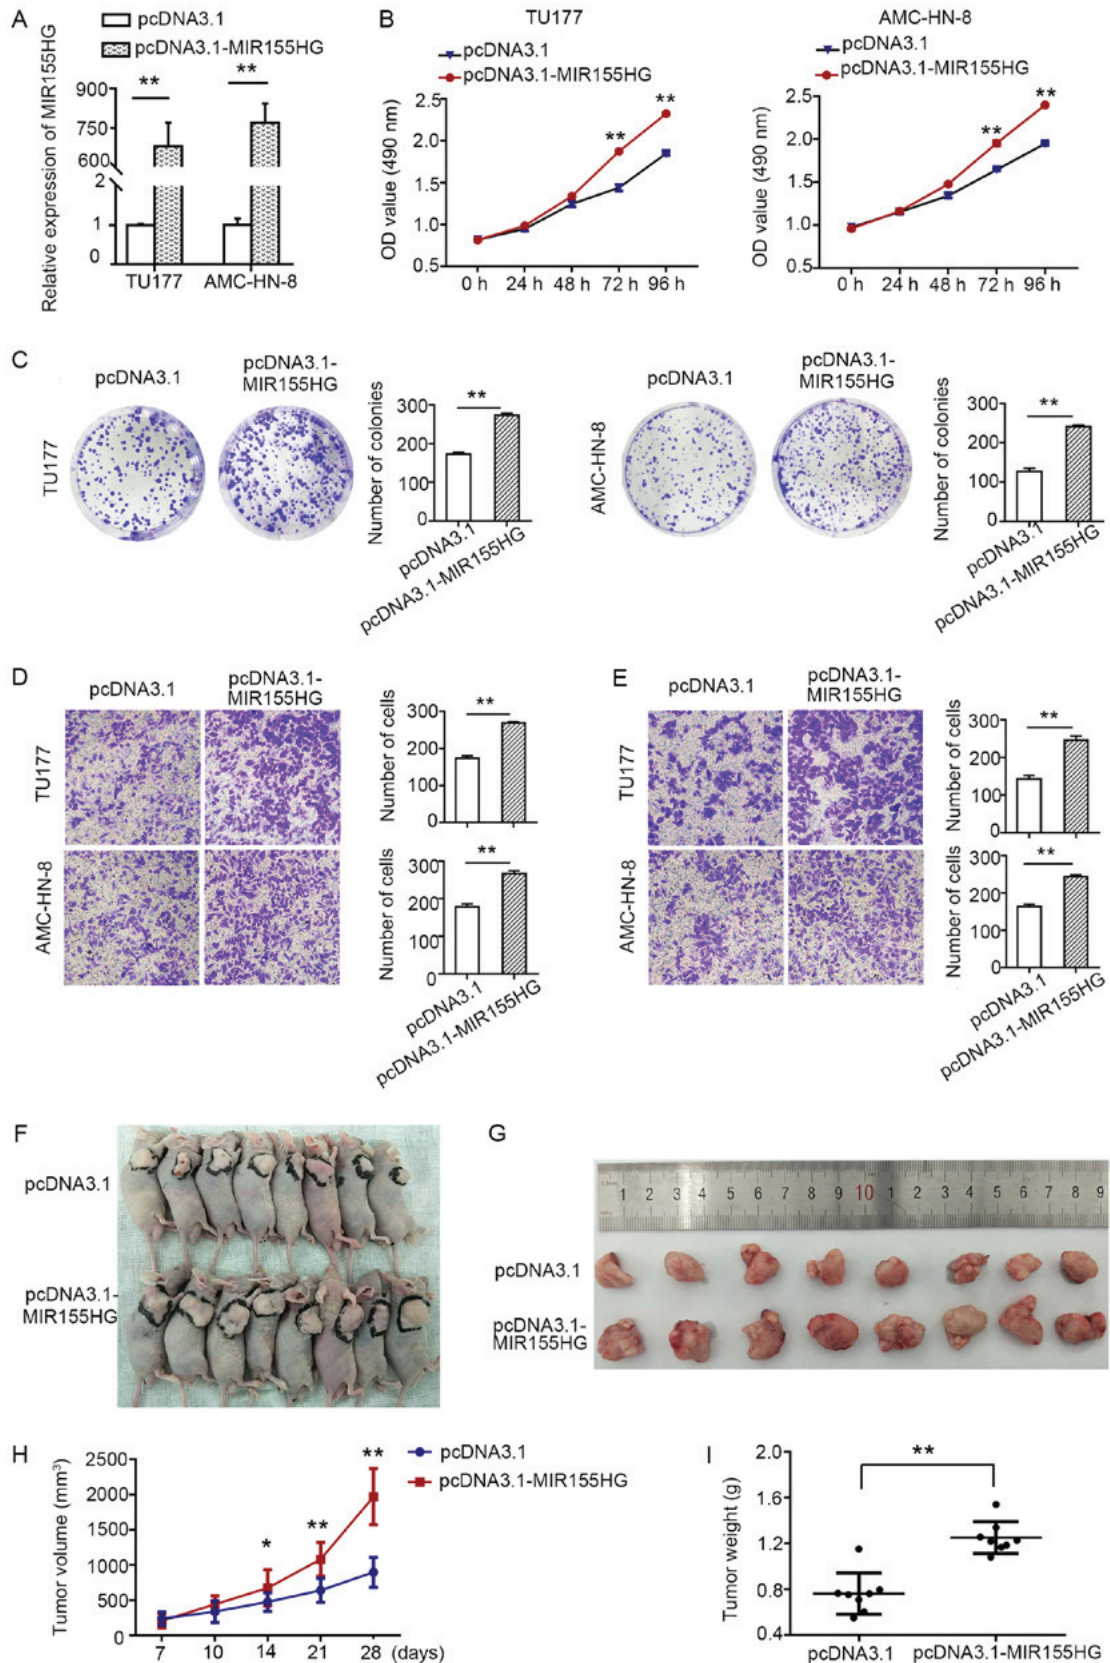 A
pcDNA3.1
pcDNA3.1-MIR155HG
Relative expression of MIR155HG
**
**
900
750
600
2
1
0
TU177
AMC-HN-8
B
TU177
pcDNA3.1
pcDNA3.1-MIR155HG
OD value (490 nm)
2.5
2.0
1.5
1.0
0.5
**
**
0 h
24 h
48 h
72 h
96 h
AMC-HN-8
pcDNA3.1
pcDNA3.1-MIR155HG
OD value (490 nm)
2.5
2.0
1.5
1.0
0.5
**
**
0 h
24 h
48 h
72 h
96 h
C
pcDNA3.1
pcDNA3.1-
MIR155HG
TU177
Number of colonies
300
200
100
0
**
pcDNA3.1
pcDNA3.1-MIR155HG
pcDNA3.1
pcDNA3.1-
MIR155HG
AMC-HN-8
Number of colonies
300
200
100
0
**
pcDNA3.1
pcDNA3.1-MIR155HG
D
pcDNA3.1
pcDNA3.1-
MIR155HG
TU177
AMC-HN-8
Number of cells
300
200
100
0
**
Number of cells
300
200
100
0
**
pcDNA3.1
pcDNA3.1-MIR155HG
E
pcDNA3.1
pcDNA3.1-
MIR155HG
TU177
AMC-HN-8
Number of cells
300
200
100
0
**
Number of cells
300
200
100
0
**
pcDNA3.1
pcDNA3.1-MIR155HG
F
pcDNA3.1
pcDNA3.1-
MIR155HG
G
1 2 3 4 5 6 7 8 9 10 1 2 3 4 5 6 7 8 9
pcDNA3.1
pcDNA3.1-
MIR155HG
H
pcDNA3.1
pcDNA3.1-MIR155HG
Tumor volume (mm³)
2500
2000
1500
1000
500
0
*
**
**
7
10
14
21
28
(days)
I
Tumor weight (g)
2.0
1.6
1.2
0.8
0.4
**
pcDNA3.1
pcDNA3.1-MIR155HG